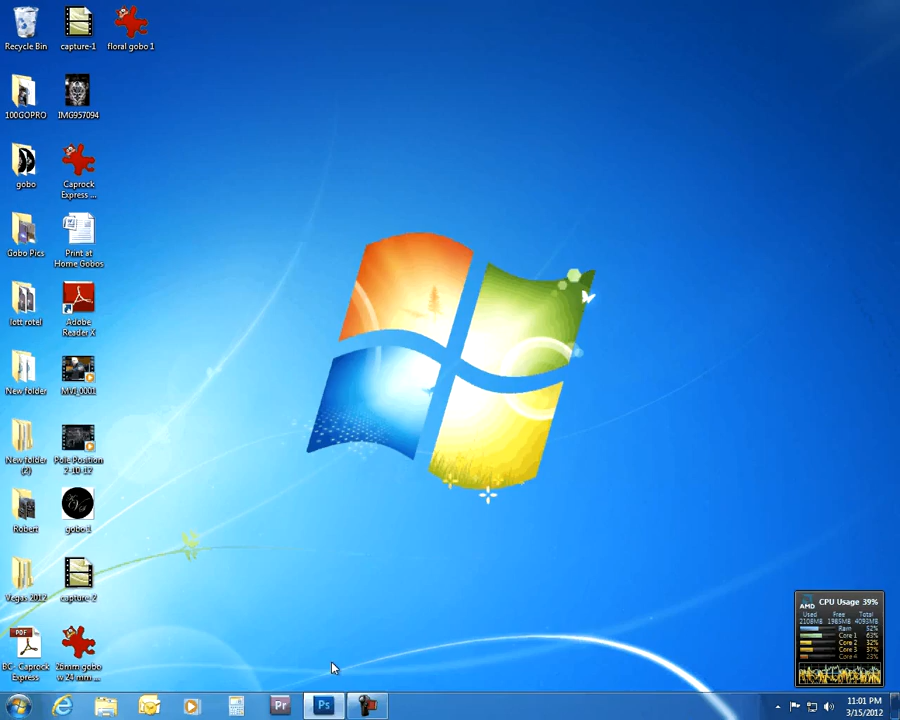 Recycle Bin
capture-1
floral gobo 1
100GOPRO
IMG957094
gobo
Caprock
Express ...
Gobo Pics
Print at
Home Gobos
lott rotel
Adobe
Reader X
New folder
MVI_0001
New folder
(2)
Pole Position
2-10-12
Robert
gobo 1
Vegas 2012
capture-2
PDF
BC- Caprock
Express
26mm gobo
w 24 mm ...
AMD
CPU Usage 39%
Used Free Total
2108MB 1985MB 4093MB
Ram 52%
Core 1 63%
Core 2 32%
Core 3 37%
Core 4 23%
Pr
Ps
11:01 PM
3/15/2012